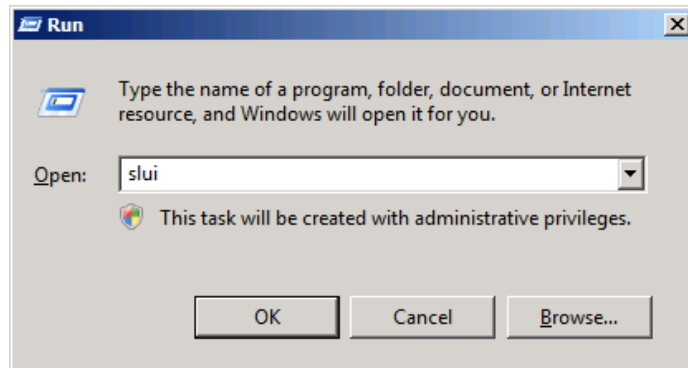 Run
Type the name of a program, folder, document, or Internet
resource, and Windows will open it for you.
Open: slui
This task will be created with administrative privileges.
OK Cancel Browse...